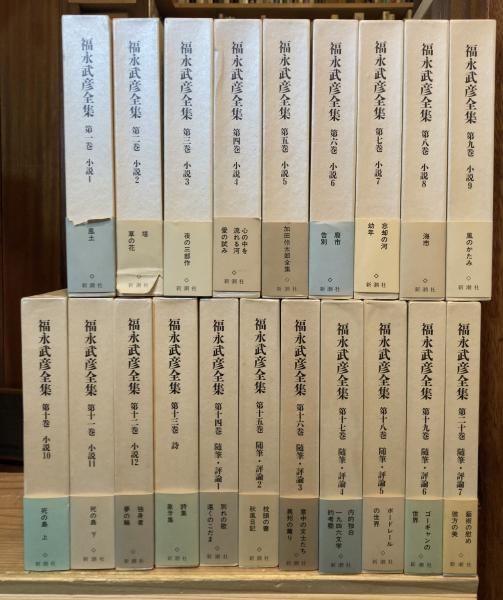 福永武彦全集 第一巻 小説1
風土
新潮社
福永武彦全集 第二巻 小説2
塔
草の花
新潮社
福永武彦全集 第三巻 小説3
夜の三部作
新潮社
福永武彦全集 第四巻 小説4
心の中を
流れる河
愛の試み
新潮社
福永武彦全集 第五巻 小説5
加田伶太郎全集
新潮社
福永武彦全集 第六巻 小説6
廃市
告別
新潮社
福永武彦全集 第七巻 小説7
忘却の河
幼年
新潮社
福永武彦全集 第八巻 小説8
海市
新潮社
福永武彦全集 第九巻 小説9
風のかたみ
新潮社
福永武彦全集 第十巻 小説10
死の島 上
新潮社
福永武彦全集 第十一巻 小説11
死の島 下
新潮社
福永武彦全集 第十二巻 小説12
独身者
夢の輪
新潮社
福永武彦全集 第十三巻 詩
詩集
象牙集
新潮社
福永武彦全集 第十四巻 随筆・評論1
別れの歌
遠くのこだま
新潮社
福永武彦全集 第十五巻 随筆・評論2
枕頭の書
秋風日記
新潮社
福永武彦全集 第十六巻 随筆・評論3
意中の文士たち
異邦の薫り
新潮社
福永武彦全集 第十七巻 随筆・評論4
内的独白
一九四六文学
的考察
新潮社
福永武彦全集 第十八巻 随筆・評論5
ボードレール
の世界
新潮社
福永武彦全集 第十九巻 随筆・評論6
ゴーギャンの
世界
新潮社
福永武彦全集 第二十巻 随筆・評論7
藝術の慰め
彼方の美
新潮社